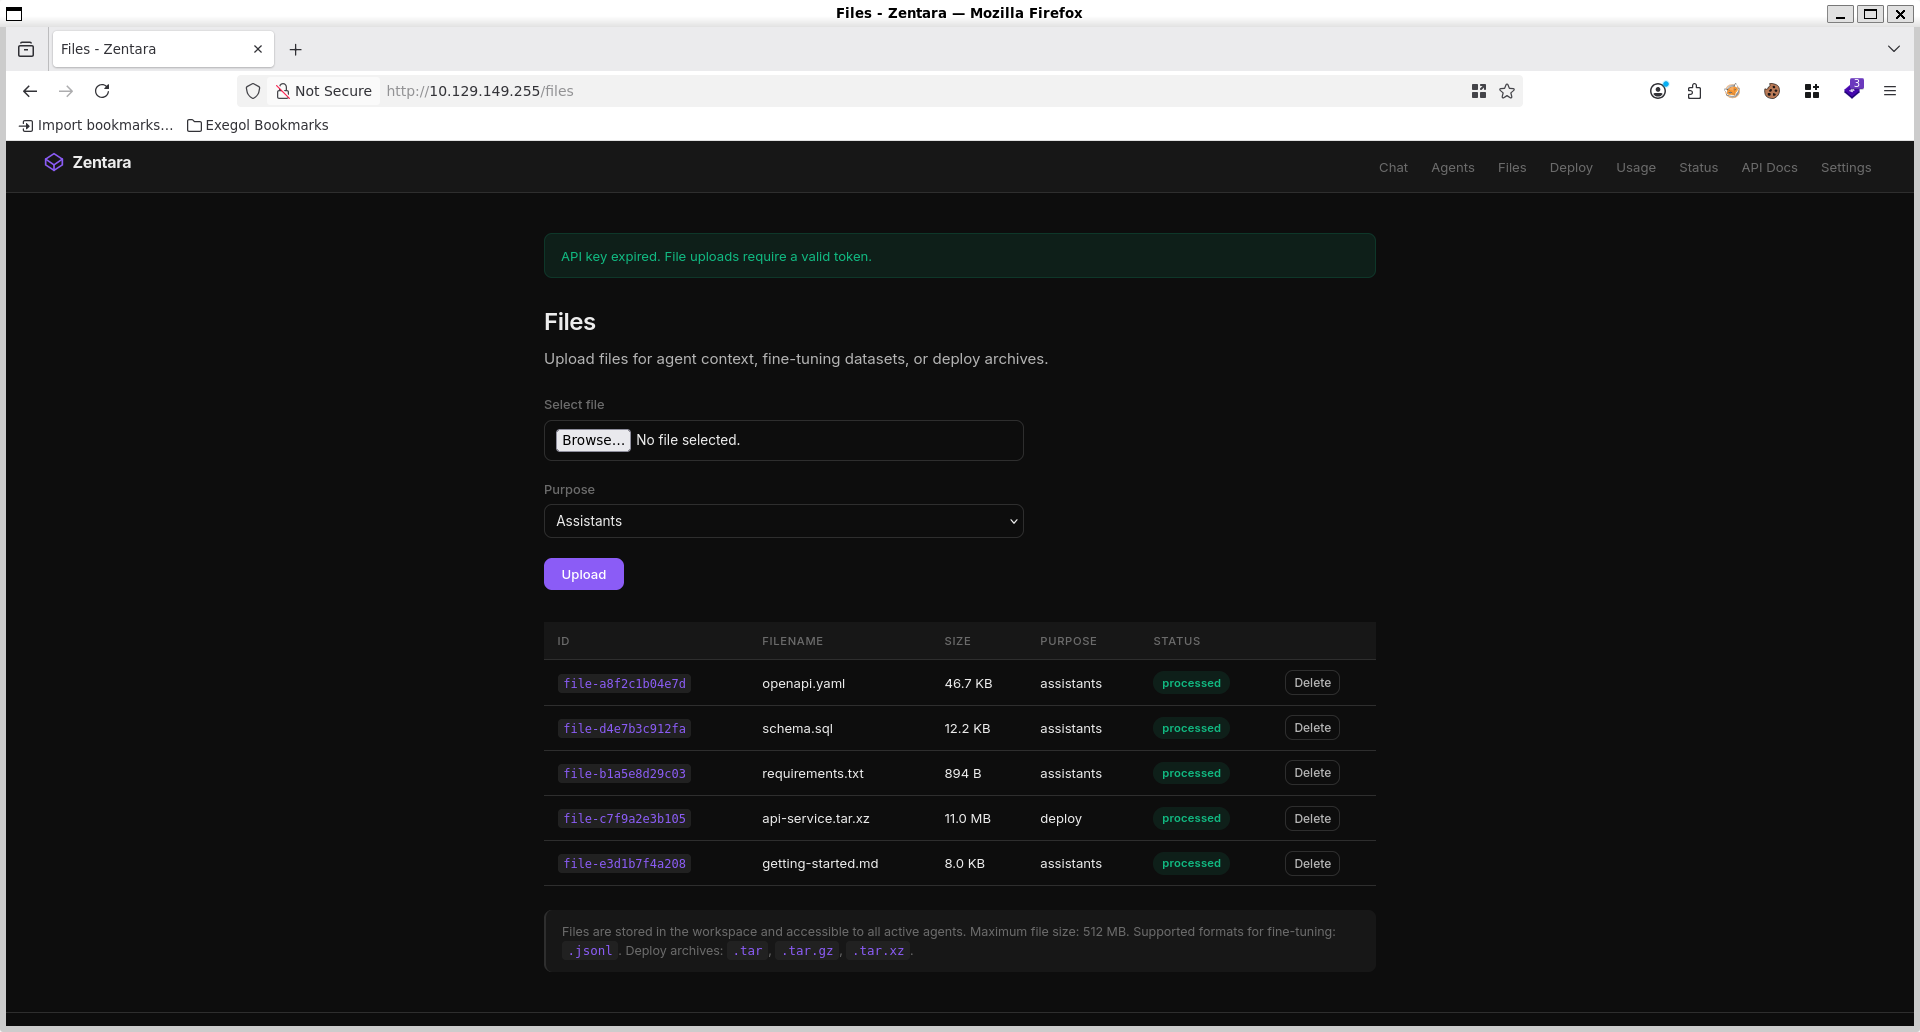 Files - Zentara — Mozilla Firefox
Files - Zentara
Not Secure http://10.129.149.255/files
3
Import bookmarks... Exegol Bookmarks
Zentara
Chat Agents Files Deploy Usage Status API Docs Settings
API key expired. File uploads require a valid token.
Files
Upload files for agent context, fine-tuning datasets, or deploy archives.
Select file
Browse... No file selected.
Purpose
Assistants
Upload
ID FILENAME SIZE PURPOSE STATUS
file-a8f2c1b04e7d openapi.yaml 46.7 KB assistants processed Delete
file-d4e7b3c912fa schema.sql 12.2 KB assistants processed Delete
file-b1a5e8d29c03 requirements.txt 894 B assistants processed Delete
file-c7f9a2e3b105 api-service.tar.xz 11.0 MB deploy processed Delete
file-e3d1b7f4a208 getting-started.md 8.0 KB assistants processed Delete
Files are stored in the workspace and accessible to all active agents. Maximum file size: 512 MB. Supported formats for fine-tuning:
.jsonl. Deploy archives: .tar, .tar.gz, .tar.xz.